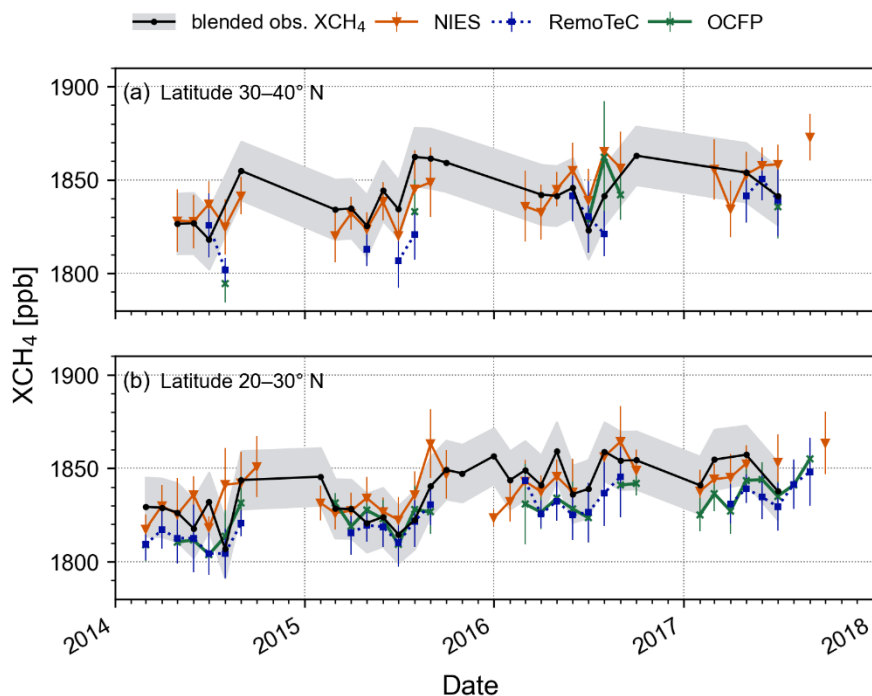 blended obs. XCH₄ NIES RemoTeC OCFP
XCH₄ [ppb]
(a) Latitude 30–40° N
1900
1850
1800
(b) Latitude 20–30° N
1900
1850
1800
2014 2015 2016 2017 2018
Date